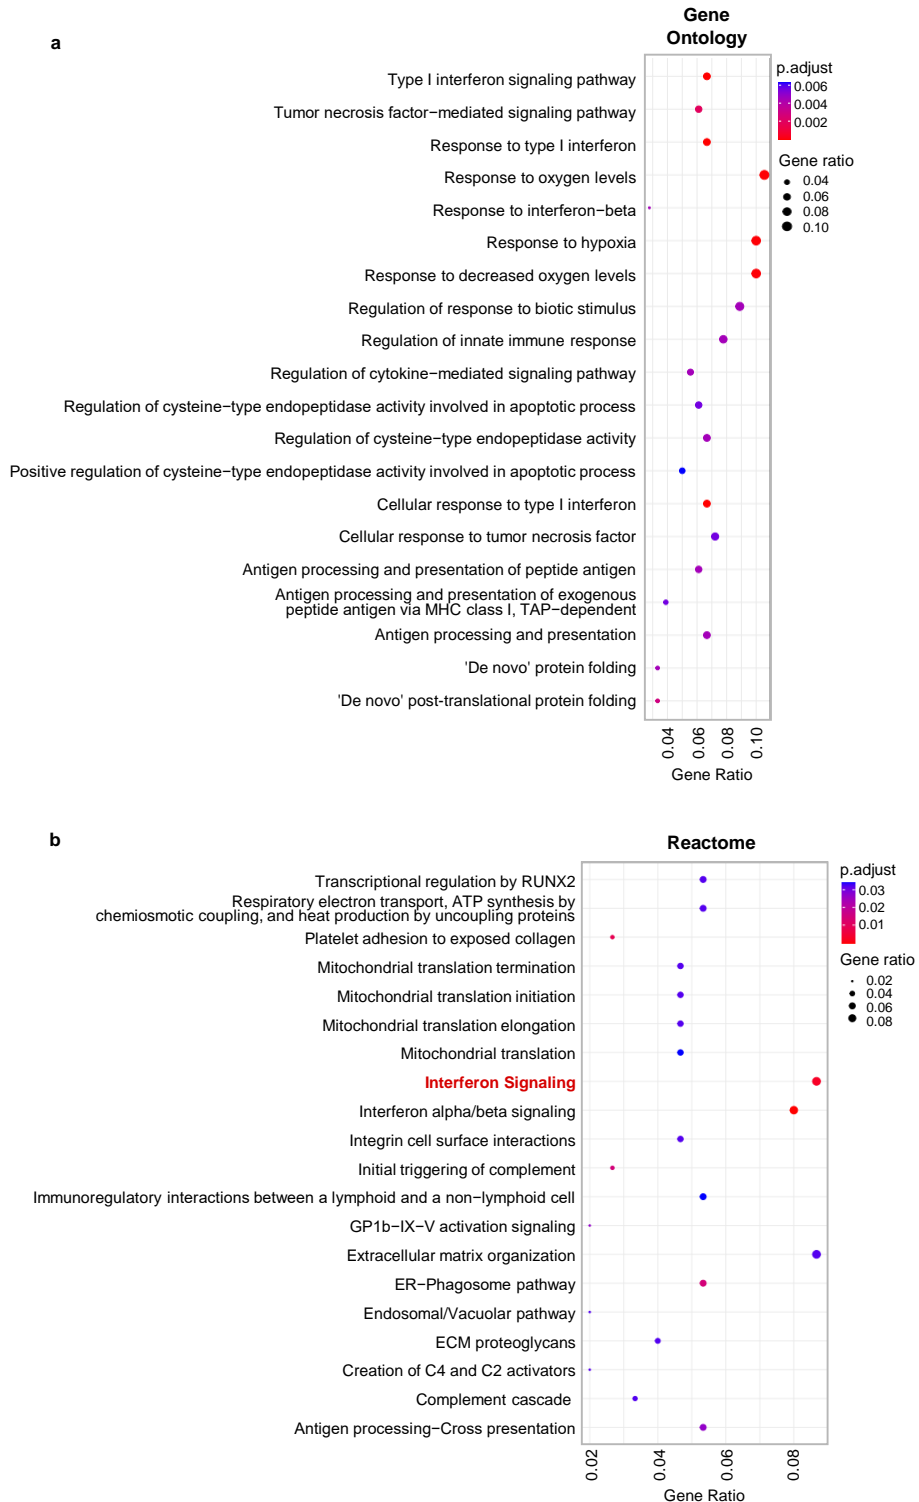 a
Gene
Ontology
Type I interferon signaling pathway
Tumor necrosis factor−mediated signaling pathway
Response to type I interferon
Response to oxygen levels
Response to interferon−beta
Response to hypoxia
Response to decreased oxygen levels
Regulation of response to biotic stimulus
Regulation of innate immune response
Regulation of cytokine−mediated signaling pathway
Regulation of cysteine−type endopeptidase activity involved in apoptotic process
Regulation of cysteine−type endopeptidase activity
Positive regulation of cysteine−type endopeptidase activity involved in apoptotic process
Cellular response to type I interferon
Cellular response to tumor necrosis factor
Antigen processing and presentation of peptide antigen
Antigen processing and presentation of exogenous
peptide antigen via MHC class I, TAP−dependent
Antigen processing and presentation
'De novo' protein folding
'De novo' post-translational protein folding
0.04 0.06 0.08 0.10
Gene Ratio
p.adjust
0.006
0.004
0.002
Gene ratio
0.04
0.06
0.08
0.10
b
Reactome
Transcriptional regulation by RUNX2
Respiratory electron transport, ATP synthesis by
chemiosmotic coupling, and heat production by uncoupling proteins
Platelet adhesion to exposed collagen
Mitochondrial translation termination
Mitochondrial translation initiation
Mitochondrial translation elongation
Mitochondrial translation
Interferon Signaling
Interferon alpha/beta signaling
Integrin cell surface interactions
Initial triggering of complement
Immunoregulatory interactions between a lymphoid and a non−lymphoid cell
GP1b−IX−V activation signaling
Extracellular matrix organization
ER−Phagosome pathway
Endosomal/Vacuolar pathway
ECM proteoglycans
Creation of C4 and C2 activators
Complement cascade
Antigen processing−Cross presentation
0.02 0.04 0.06 0.08
Gene Ratio
p.adjust
0.03
0.02
0.01
Gene ratio
0.02
0.04
0.06
0.08